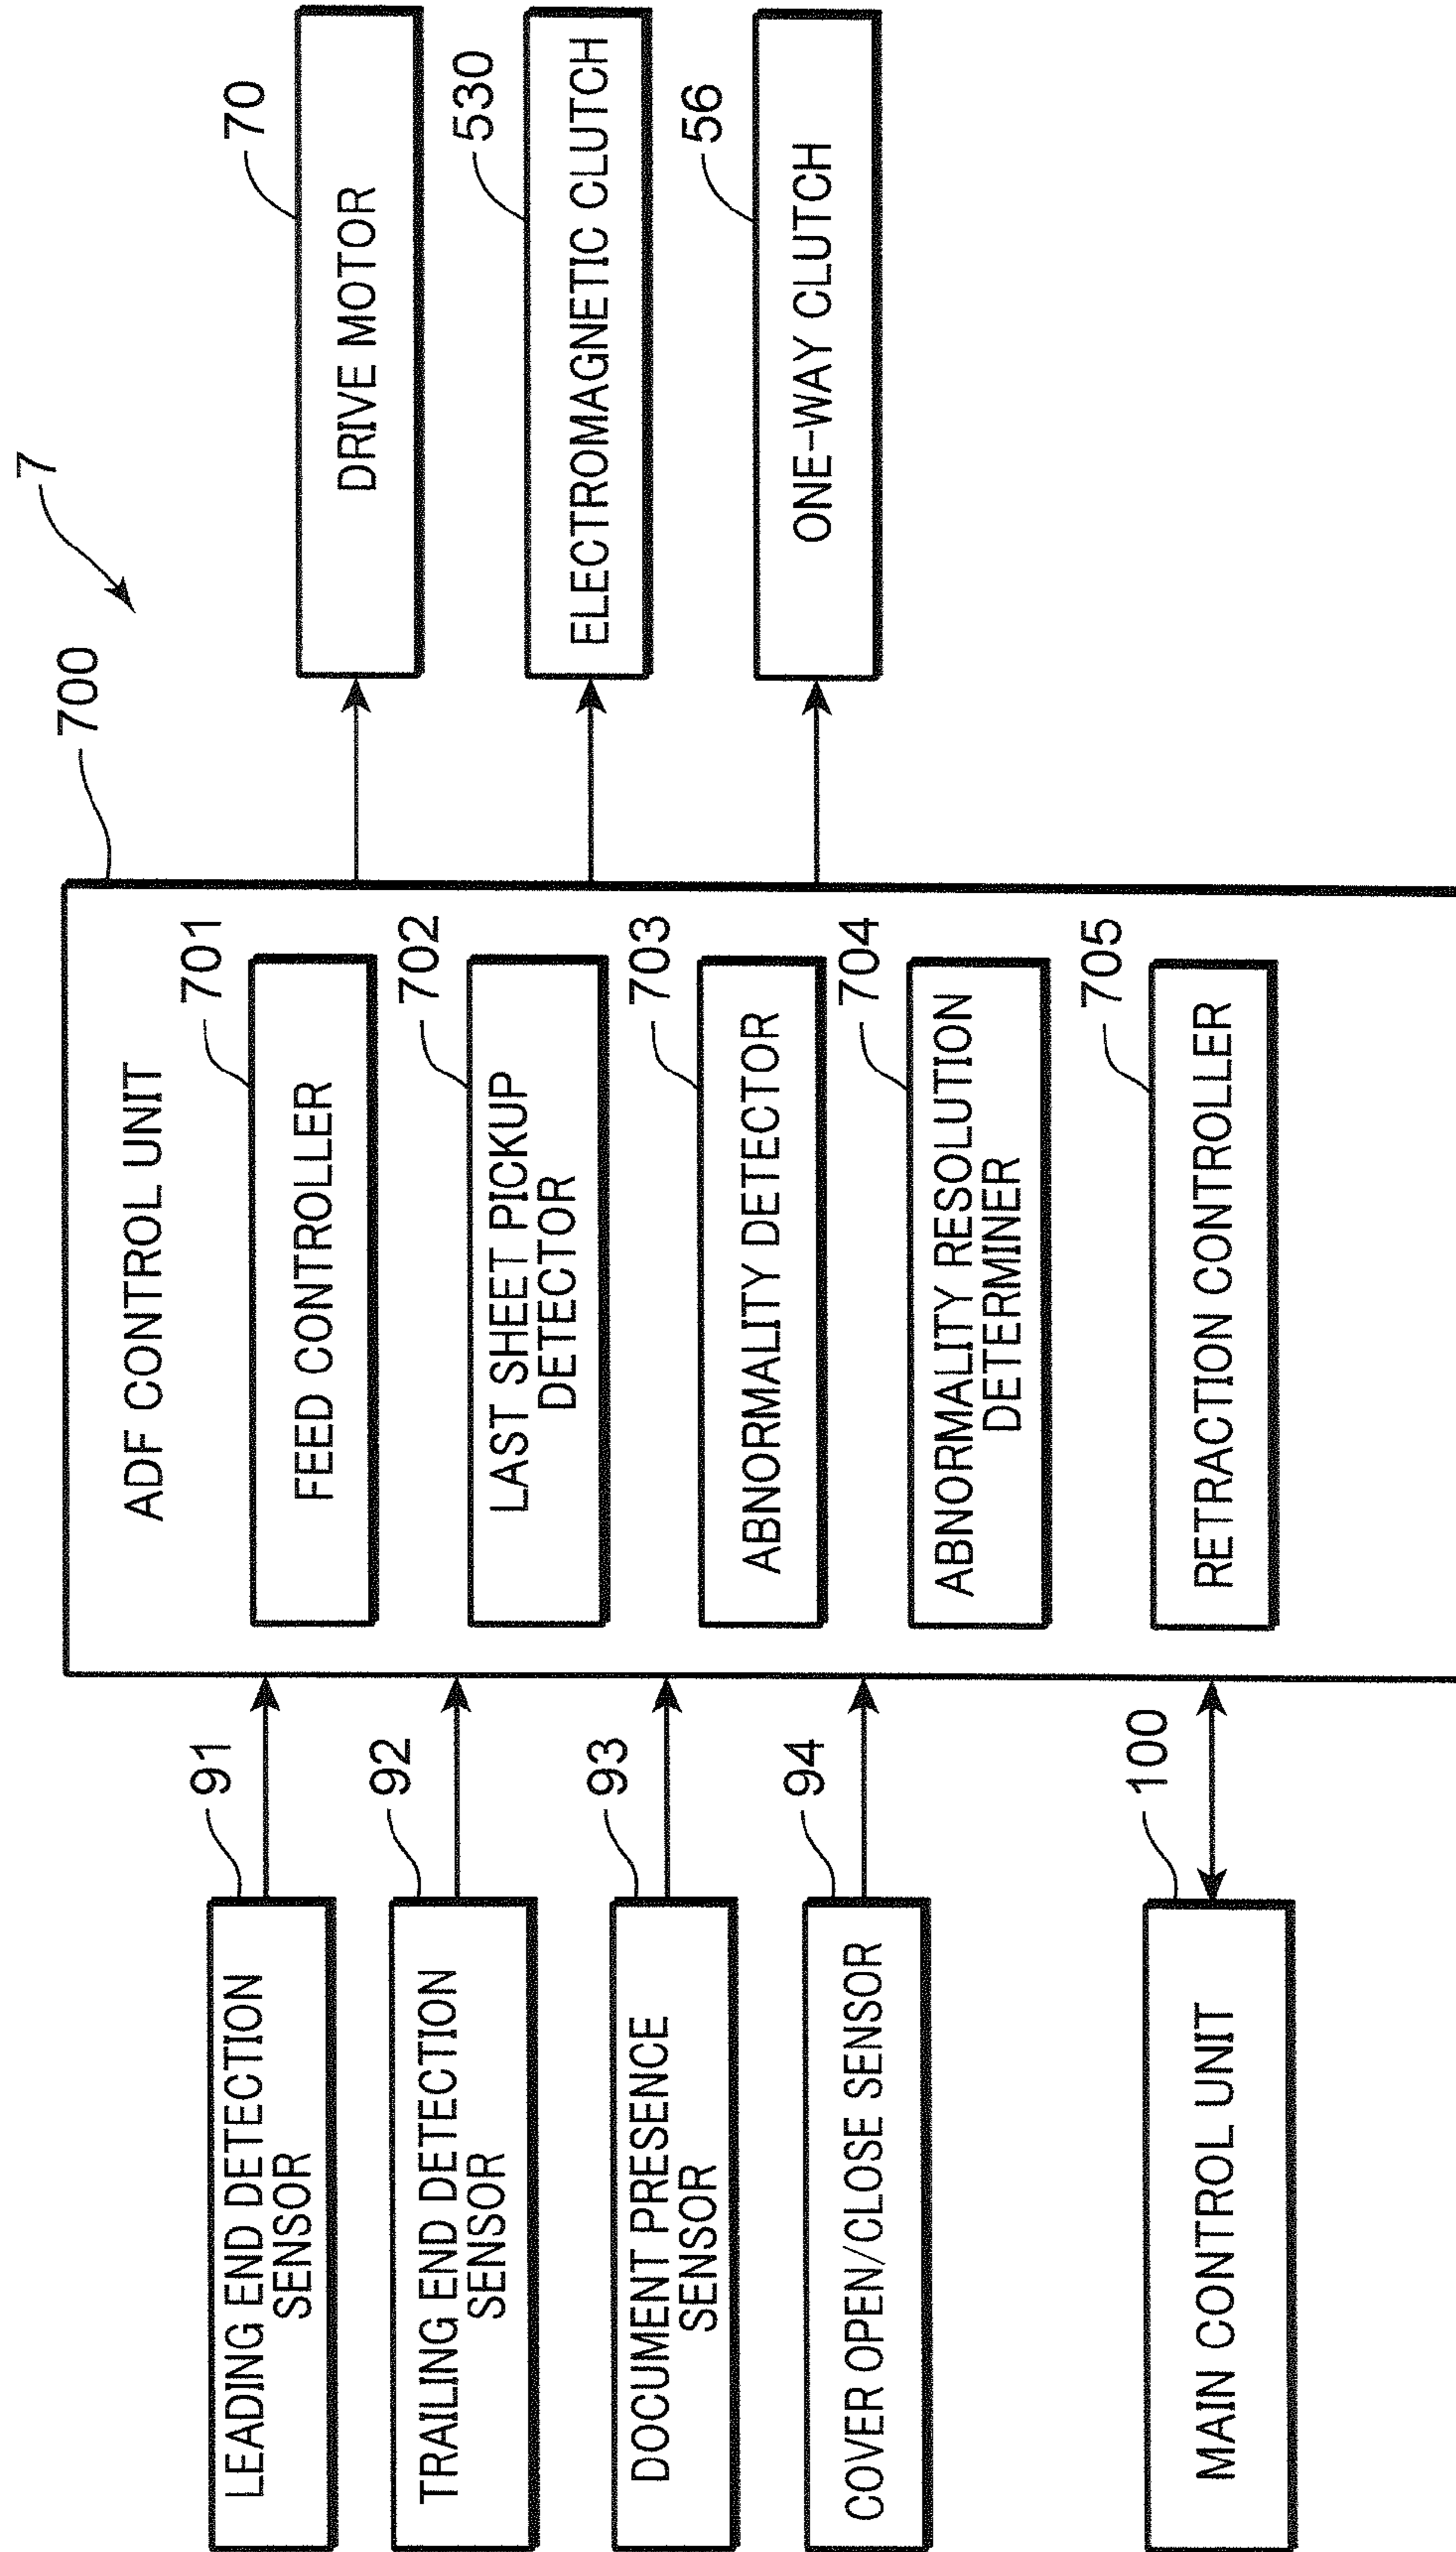 7
700
ADF CONTROL UNIT
91
LEADING END DETECTION
SENSOR
92
TRAILING END DETECTION
SENSOR
93
DOCUMENT PRESENCE
SENSOR
94
COVER OPEN/CLOSE SENSOR
100
MAIN CONTROL UNIT
701
FEED CONTROLLER
702
LAST SHEET PICKUP
DETECTOR
703
ABNORMALITY DETECTOR
704
ABNORMALITY RESOLUTION
DETERMINER
705
RETRACTION CONTROLLER
70
DRIVE MOTOR
530
ELECTROMAGNETIC CLUTCH
56
ONE-WAY CLUTCH